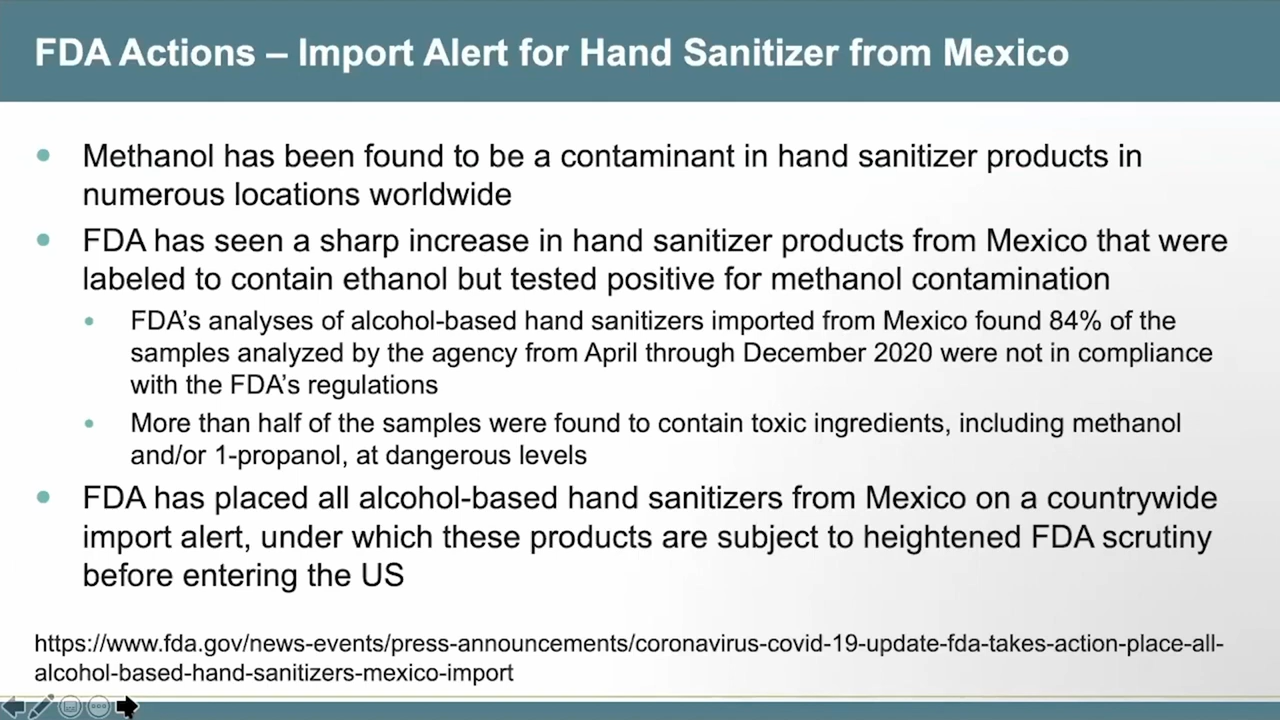 FDA Actions – Import Alert for Hand Sanitizer from Mexico
Methanol has been found to be a contaminant in hand sanitizer products in
numerous locations worldwide
FDA has seen a sharp increase in hand sanitizer products from Mexico that were
labeled to contain ethanol but tested positive for methanol contamination
FDA’s analyses of alcohol-based hand sanitizers imported from Mexico found 84% of the
samples analyzed by the agency from April through December 2020 were not in compliance
with the FDA’s regulations
More than half of the samples were found to contain toxic ingredients, including methanol
and/or 1-propanol, at dangerous levels
FDA has placed all alcohol-based hand sanitizers from Mexico on a countrywide
import alert, under which these products are subject to heightened FDA scrutiny
before entering the US
https://www.fda.gov/news-events/press-announcements/coronavirus-covid-19-update-fda-takes-action-place-all-
alcohol-based-hand-sanitizers-mexico-import